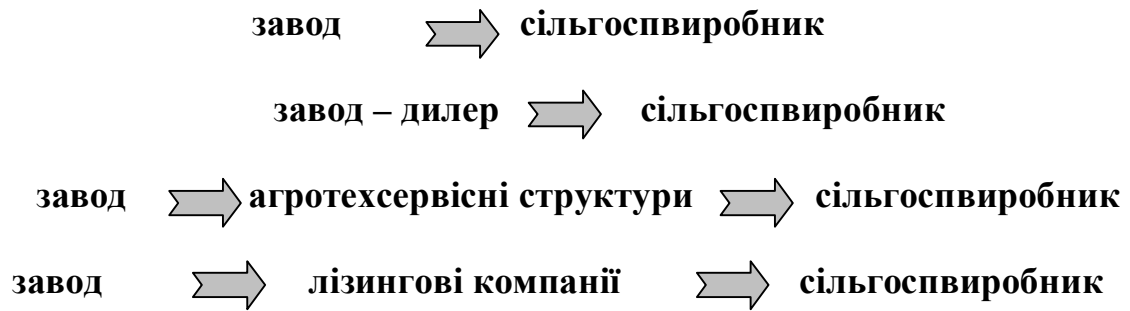 завод сільгоспвиробник
завод – дилер сільгоспвиробник
завод агротехсервісні структури сільгоспвиробник
завод лізингові компанії сільгоспвиробник